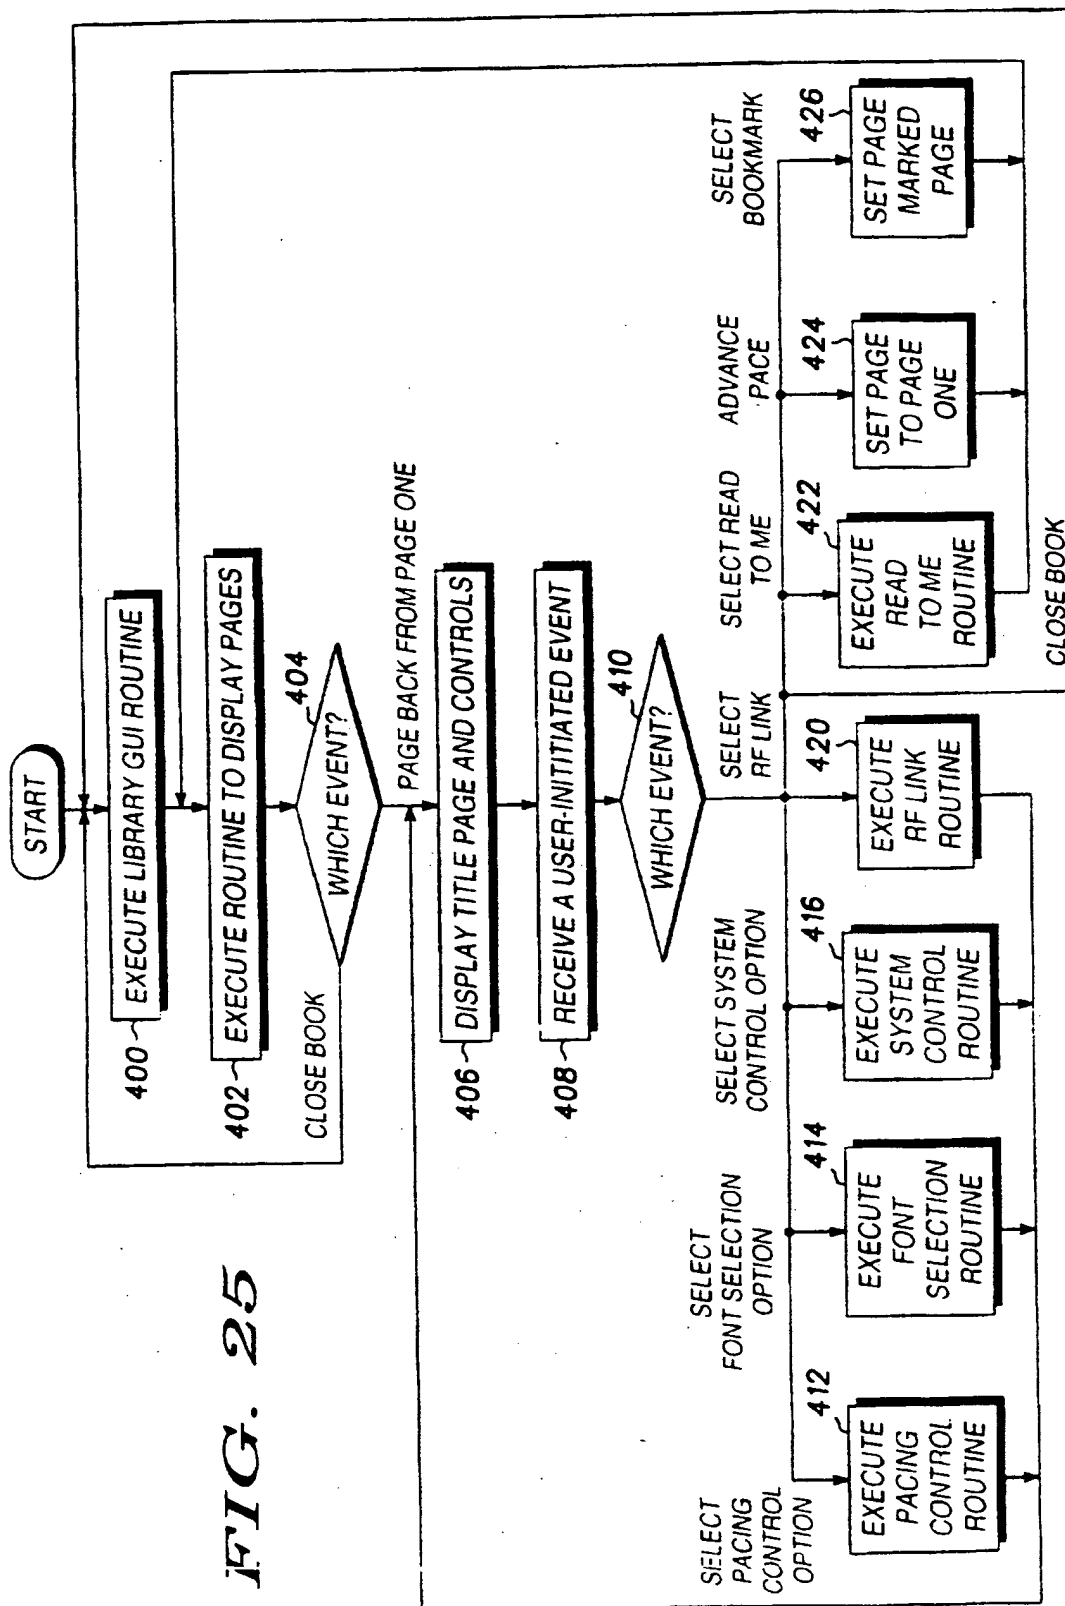 FIG. 25
START
400
EXECUTE LIBRARY GUI ROUTINE
402
EXECUTE ROUTINE TO DISPLAY PAGES
404
WHICH EVENT?
CLOSE BOOK
PAGE BACK FROM PAGE ONE
406
DISPLAY TITLE PAGE AND CONTROLS
408
RECEIVE A USER-INITITIATED EVENT
410
WHICH EVENT?
SELECT
PACING
CONTROL
OPTION
412
EXECUTE
PACING
CONTROL
ROUTINE
SELECT
FONT SELECTION
OPTION
414
EXECUTE
FONT
SELECTION
ROUTINE
SELECT SYSTEM
CONTROL OPTION
416
EXECUTE
SYSTEM
CONTROL
ROUTINE
SELECT
RF LINK
420
EXECUTE
RF LINK
ROUTINE
SELECT READ
TO ME
422
EXECUTE
READ
TO ME
ROUTINE
ADVANCE
PACE
424
SET PAGE
TO PAGE
ONE
SELECT
BOOKMARK
426
SET PAGE
MARKED
PAGE
CLOSE BOOK